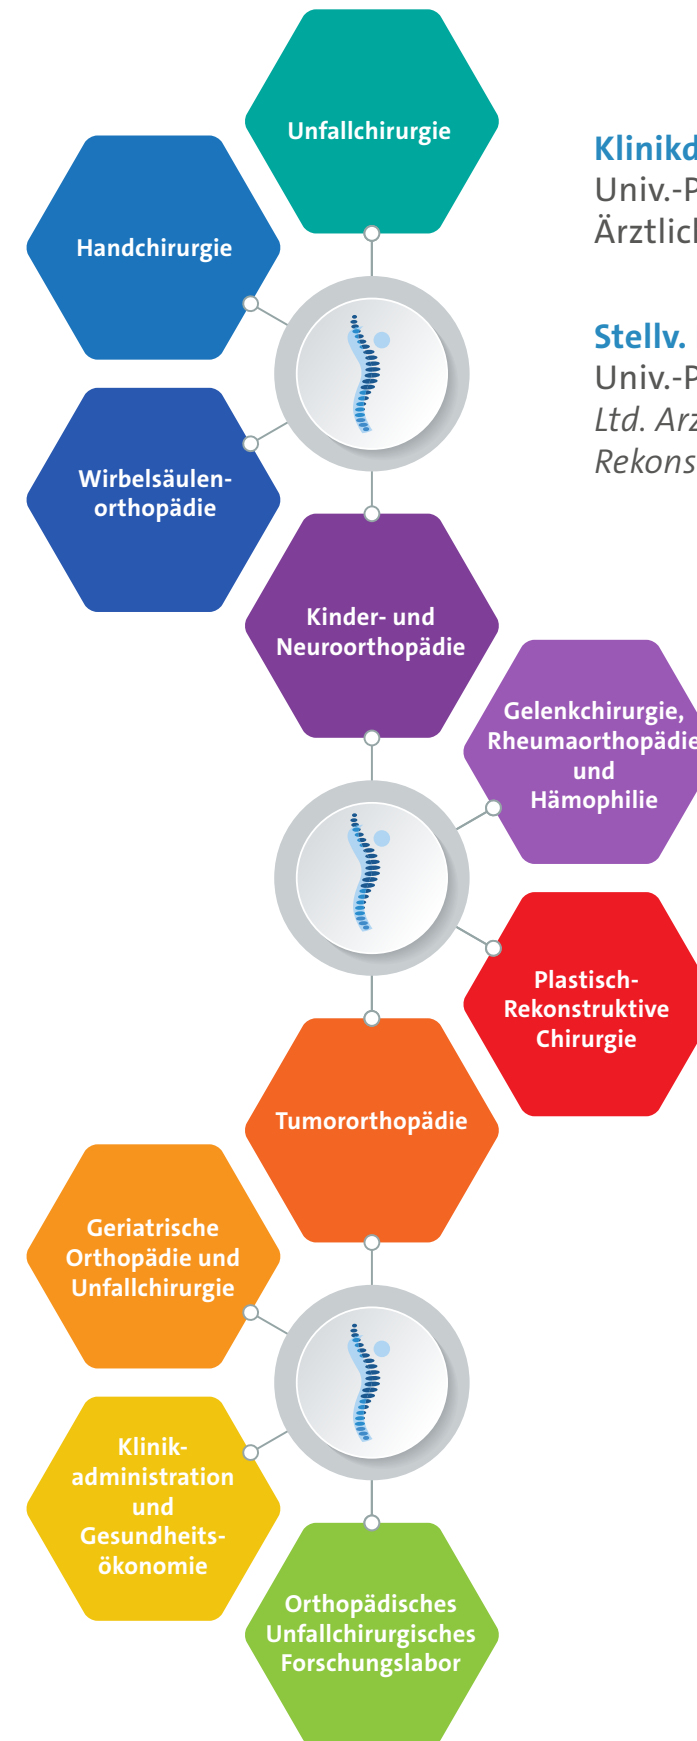 Unfallchirurgie
Handchirurgie
Wirbelsäulen-
orthopädie
Kinder- und
Neuroorthopädie
Gelenkchirurgie,
Rheumaorthopädie
und
Hämophilie
Plastisch-
Rekonstruktive
Chirurgie
Tumororthopädie
Geriatrische
Orthopädie und
Unfallchirurgie
Klinik-
administration
und
Gesundheits-
ökonomie
Orthopädisches
Unfallchirurgisches
Forschungslabor
Klinikd
Univ.-P
Ärztlich
Stellv.
Univ.-P
Ltd. Arz
Rekons